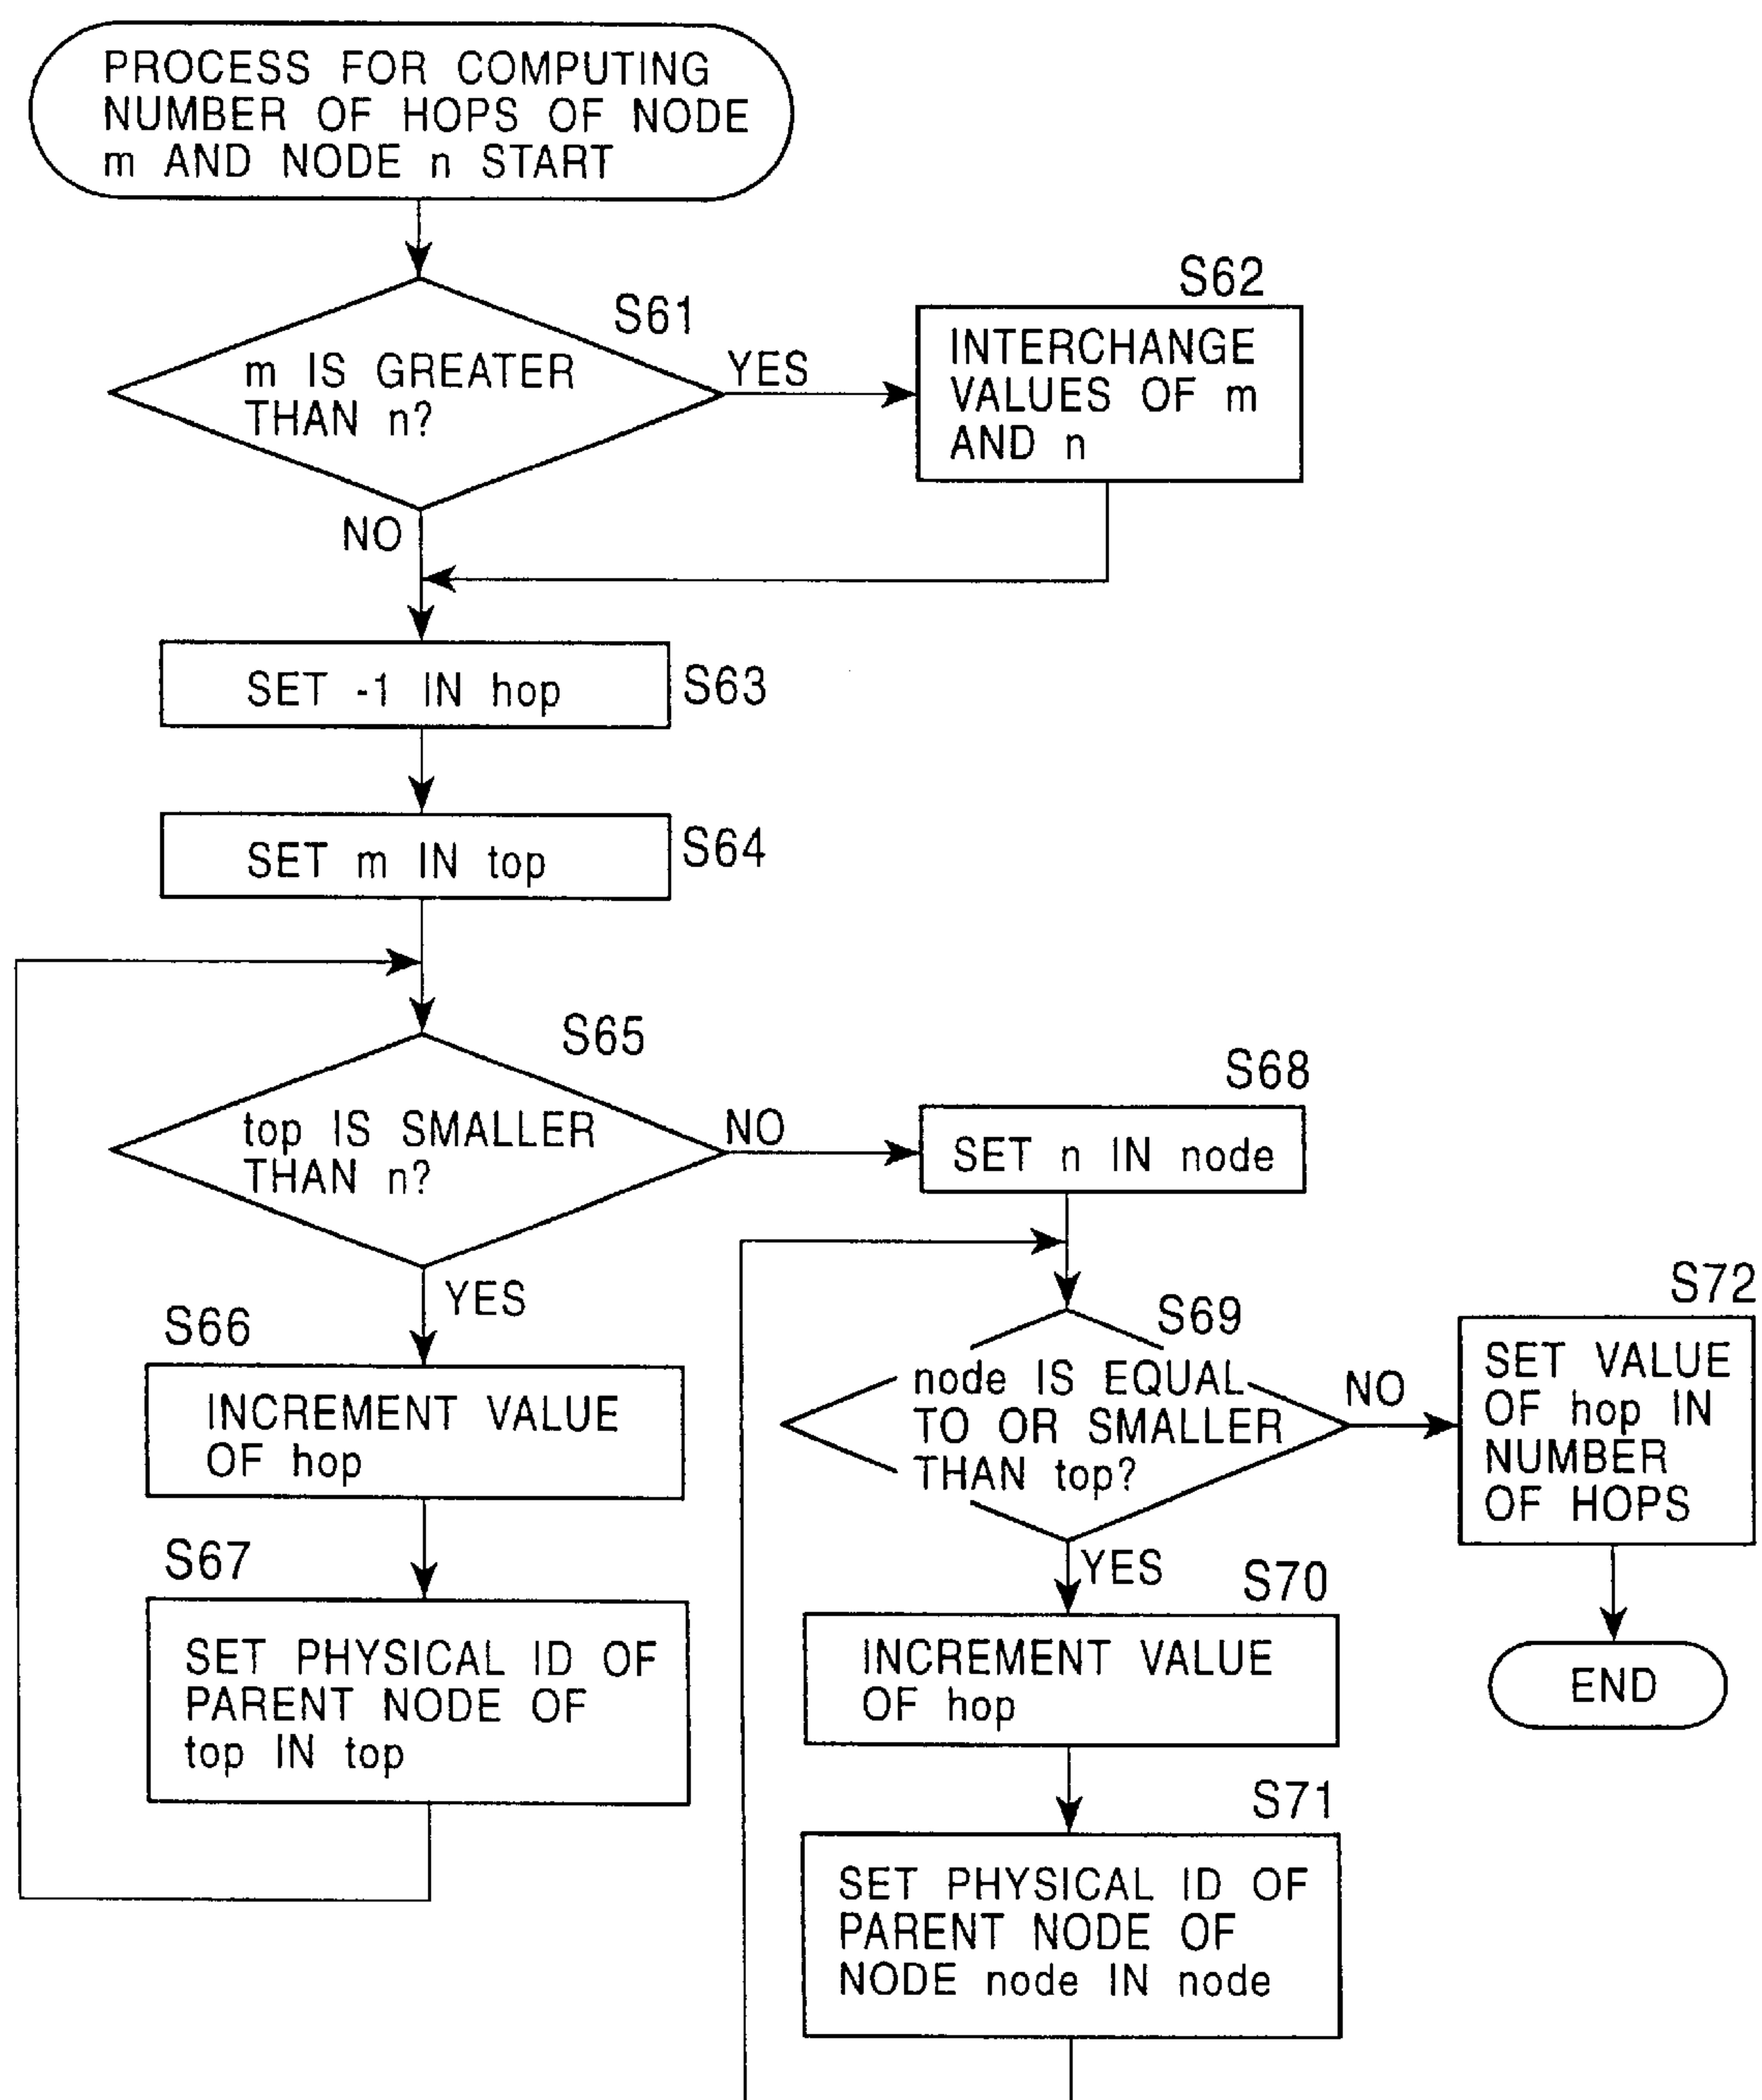 PROCESS FOR COMPUTING
NUMBER OF HOPS OF NODE
m AND NODE n START
S61
m IS GREATER
THAN n?
YES
NO
S62
INTERCHANGE
VALUES OF m
AND n
SET -1 IN hop
S63
SET m IN top
S64
S65
top IS SMALLER
THAN n?
NO
YES
S66
INCREMENT VALUE
OF hop
S67
SET PHYSICAL ID OF
PARENT NODE OF
top IN top
S68
SET n IN node
S69
node IS EQUAL
TO OR SMALLER
THAN top?
NO
YES
S70
INCREMENT VALUE
OF hop
S71
SET PHYSICAL ID OF
PARENT NODE OF
NODE node IN node
S72
SET VALUE
OF hop IN
NUMBER
OF HOPS
END